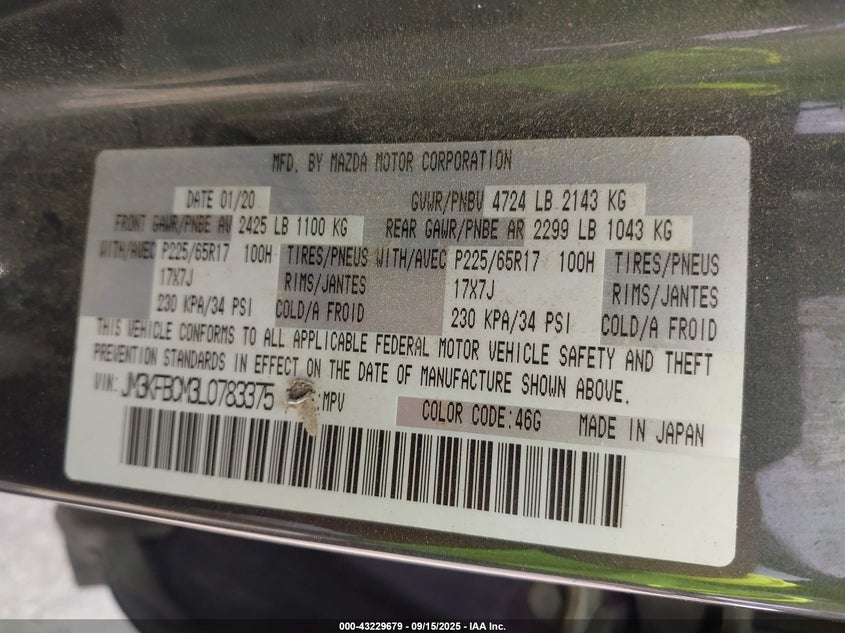 MFD. BY MAZDA MOTOR CORPORATION
DATE 01/20 GVWR/PNBV 4724 LB 2143 KG
FRONT GAWR/PNBE AV 2425 LB 1100 KG REAR GAWR/PNBE AR 2299 LB 1043 KG
WITH/AVEC P225/65R17 100H TIRES/PNEUS WITH/AVEC P225/65R17 100H TIRES/PNEUS
17X7J RIMS/JANTES 17X7J RIMS/JANTES
230 KPA/34 PSI COLD/A FROID 230 KPA/34 PSI COLD/A FROID
THIS VEHICLE CONFORMS TO ALL APPLICABLE FEDERAL MOTOR VEHICLE SAFETY AND THEFT
PREVENTION STANDARDS IN EFFECT ON THE DATE OF MANUFACTURE SHOWN ABOVE.
VIN: JM3KFBCM3L0783375 :MPV
COLOR CODE:46G MADE IN JAPAN
000-43229679 - 09/15/2025 - IAA Inc.